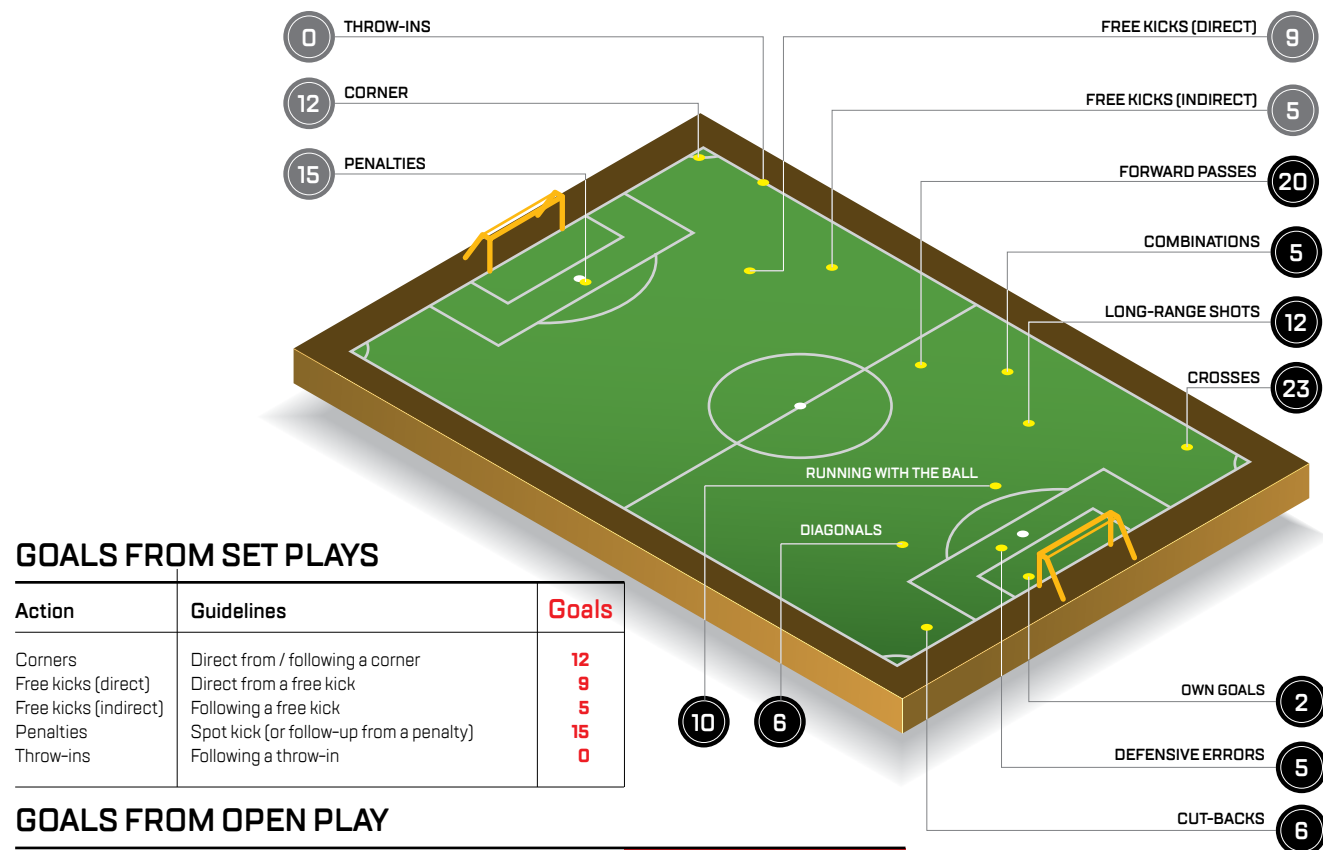 0 THROW-INS
12 CORNER
15 PENALTIES
FREE KICKS (DIRECT) 9
FREE KICKS (INDIRECT) 5
FORWARD PASSES 20
COMBINATIONS 5
LONG-RANGE SHOTS 12
CROSSES 23
RUNNING WITH THE BALL
DIAGONALS
10 6
OWN GOALS 2
DEFENSIVE ERRORS 5
CUT-BACKS 6
GOALS FROM SET PLAYS
Action Guidelines Goals
Corners Direct from / following a corner 12
Free kicks (direct) Direct from a free kick 9
Free kicks (indirect) Following a free kick 5
Penalties Spot kick (or follow-up from a penalty) 15
Throw-ins Following a throw-in 0
GOALS FROM OPEN PLAY